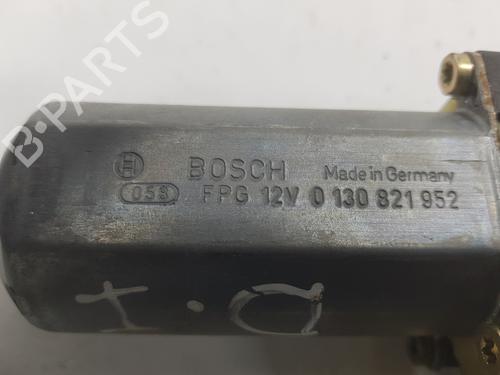 B-PARTS
BOSCH Made in Germany
058 FPG 12V 0 130 821 952